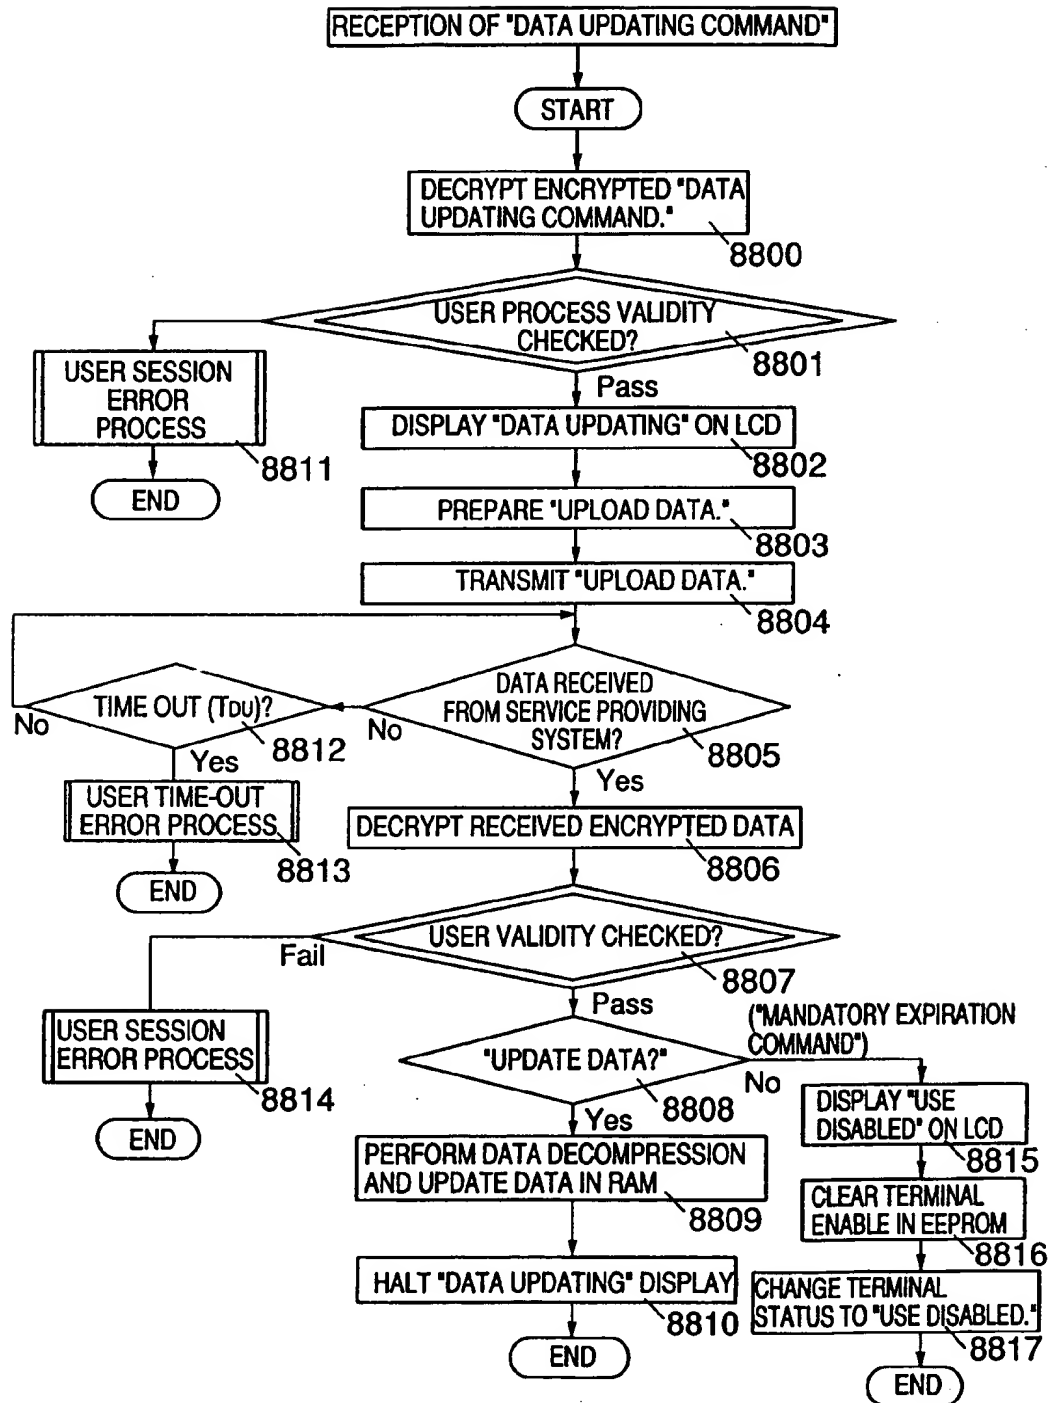 RECEPTION OF "DATA UPDATING COMMAND"
START
DECRYPT ENCRYPTED "DATA
UPDATING COMMAND."
8800
USER PROCESS VALIDITY
CHECKED?
8801
Pass
USER SESSION
ERROR
PROCESS
8811
END
DISPLAY "DATA UPDATING" ON LCD
8802
PREPARE "UPLOAD DATA."
8803
TRANSMIT "UPLOAD DATA."
8804
DATA RECEIVED
FROM SERVICE PROVIDING
SYSTEM?
8805
No
Yes
TIME OUT (TDU)?
8812
No
Yes
USER TIME-OUT
ERROR PROCESS
8813
END
DECRYPT RECEIVED ENCRYPTED DATA
8806
USER VALIDITY CHECKED?
8807
Fail
Pass
USER SESSION
ERROR PROCESS
8814
END
"UPDATE DATA?"
8808
("MANDATORY EXPIRATION
COMMAND")
No
Yes
DISPLAY "USE
DISABLED" ON LCD
8815
PERFORM DATA DECOMPRESSION
AND UPDATE DATA IN RAM
8809
CLEAR TERMINAL
ENABLE IN EEPROM
8816
HALT "DATA UPDATING" DISPLAY
8810
CHANGE TERMINAL
STATUS TO "USE DISABLED."
8817
END
END